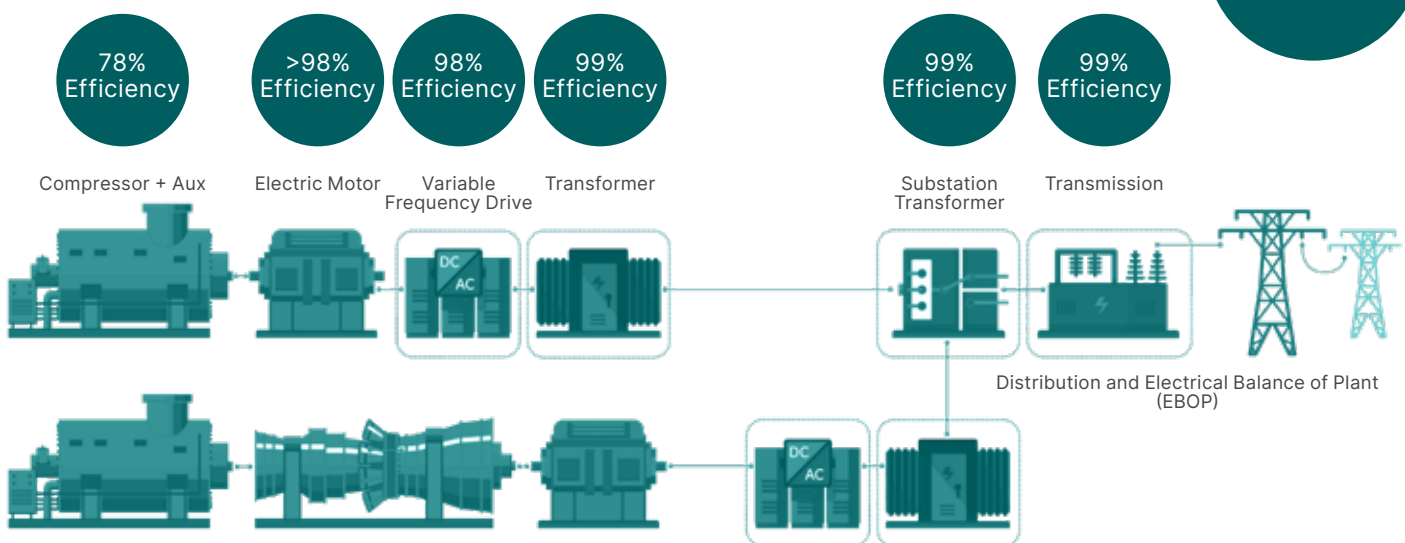 78%
Efficiency
>98%
Efficiency
98%
Efficiency
99%
Efficiency
99%
Efficiency
99%
Efficiency
Compressor + Aux
Electric Motor
Variable
Frequency Drive
Transformer
Substation
Transformer
Transmission
DC
AC
Distribution and Electrical Balance of Plant
(EBOP)
DC
AC